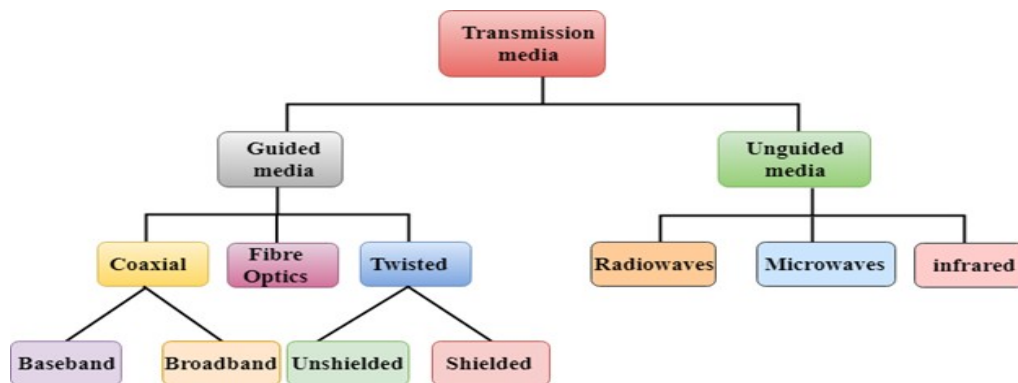 Transmission
media
Guided
media
Unguided
media
Coaxial
Fibre
Optics
Twisted
Radiowaves
Microwaves
infrared
Baseband
Broadband
Unshielded
Shielded